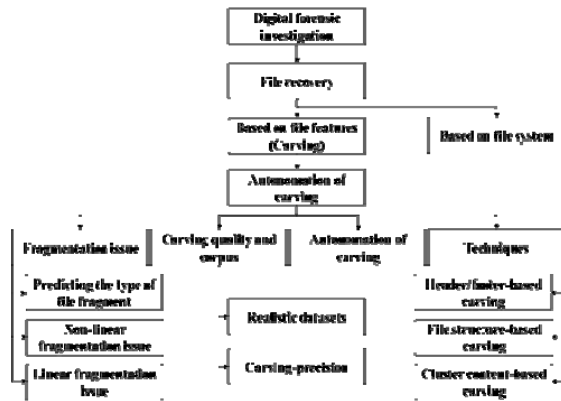 Digital forensic
investigation
File recovery
Based on file features
(Carving)
Based on file system
Autonomation of
carving
Fragmentation issue
Carving quality and
corpus
Autonomation of
carving
Techniques
Predicting the type of
file fragment
Non-linear
fragmentation issue
Linear fragmentation
issue
Realistic datasets
Carving-precision
Header/footer-based
carving
File structure-based
carving
Cluster content-based
carving